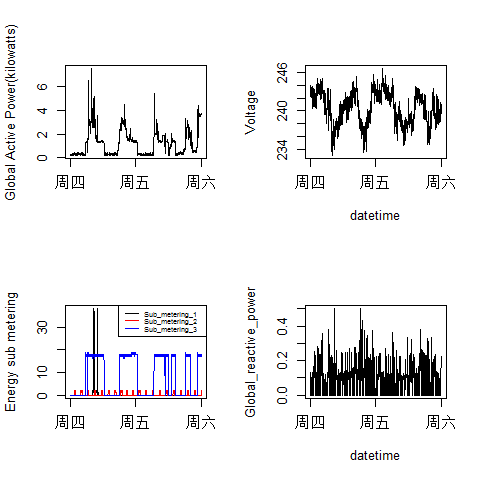 Global Active Power(kilowatts)
0 2 4 6
周四 周五 周六
Voltage
234 240 246
周四 周五 周六
datetime
Energy sub metering
0 10 30
Sub_metering_1
Sub_metering_2
Sub_metering_3
周四 周五 周六
Global_reactive_power
0.0 0.2 0.4
周四 周五 周六
datetime